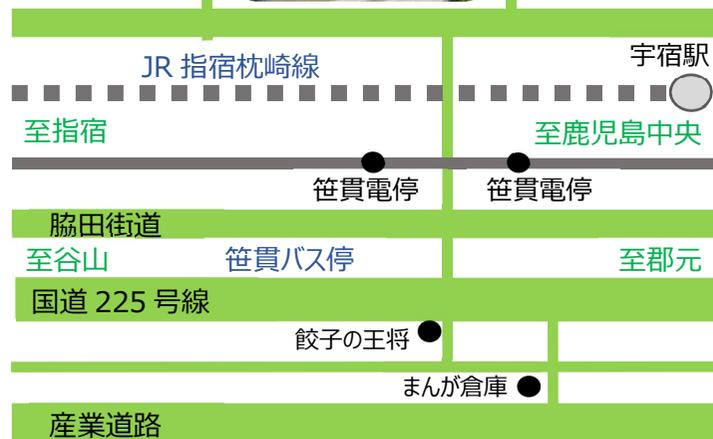 宇宿駅
JR 指宿枕崎線
至指宿
至鹿児島中央
笹貫電停
笹貫電停
脇田街道
至谷山
笹貫バス停
至郡元
国道 225 号線
餃子の王将
まんが倉庫
産業道路